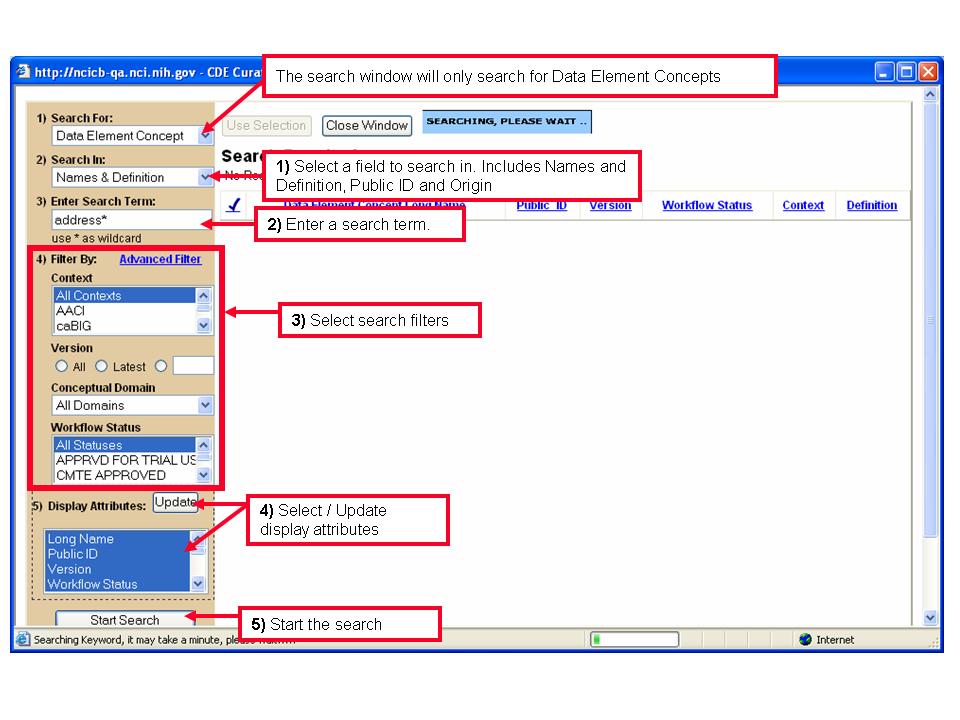 http://ncicb-qa.nci.nih.gov - CDE Cura
The search window will only search for Data Element Concepts
1) Search For:
Data Element Concept
Use Selection
Close Window
SEARCHING, PLEASE WAIT ..
2) Search In:
Names & Definition
1) Select a field to search in. Includes Names and
Definition, Public ID and Origin
3) Enter Search Term:
address*
use * as wildcard
Data Element Concept Long Name
Public ID
Version
Workflow Status
Context
Definition
2) Enter a search term.
4) Filter By:
Advanced Filter
Context
All Contexts
AACI
caBIG
3) Select search filters
Version
All
Latest
Conceptual Domain
All Domains
Workflow Status
All Statuses
APPRVD FOR TRIAL US
CMTE APPROVED
5) Display Attributes:
Update
4) Select / Update
display attributes
Long Name
Public ID
Version
Workflow Status
Start Search
5) Start the search
Searching Keyword, it may take a minute,
Internet